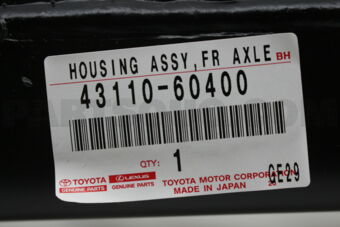 HOUSING ASSY,FR AXLE BH
43110-60400
QTY: 1
TOYOTA LEXUS
GENUINE PARTS GENUINE PARTS
TOYOTA MOTOR CORPORATION
MADE IN JAPAN
GF29